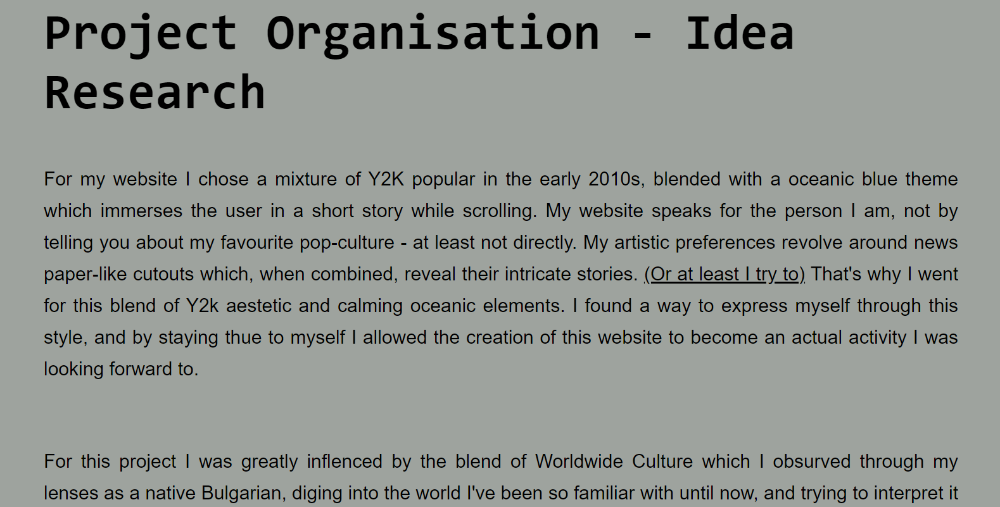 Project Organisation - Idea
Research
For my website I chose a mixture of Y2K popular in the early 2010s, blended with a oceanic blue theme
which immerses the user in a short story while scrolling. My website speaks for the person I am, not by
telling you about my favourite pop-culture - at least not directly. My artistic preferences revolve around news
paper-like cutouts which, when combined, reveal their intricate stories. (Or at least I try to) That's why I went
for this blend of Y2k aestetic and calming oceanic elements. I found a way to express myself through this
style, and by staying thue to myself I allowed the creation of this website to become an actual activity I was
looking forward to.
For this project I was greatly inflenced by the blend of Worldwide Culture which I obsurved through my
lenses as a native Bulgarian, diging into the world I've been so familiar with until now, and trying to interpret it